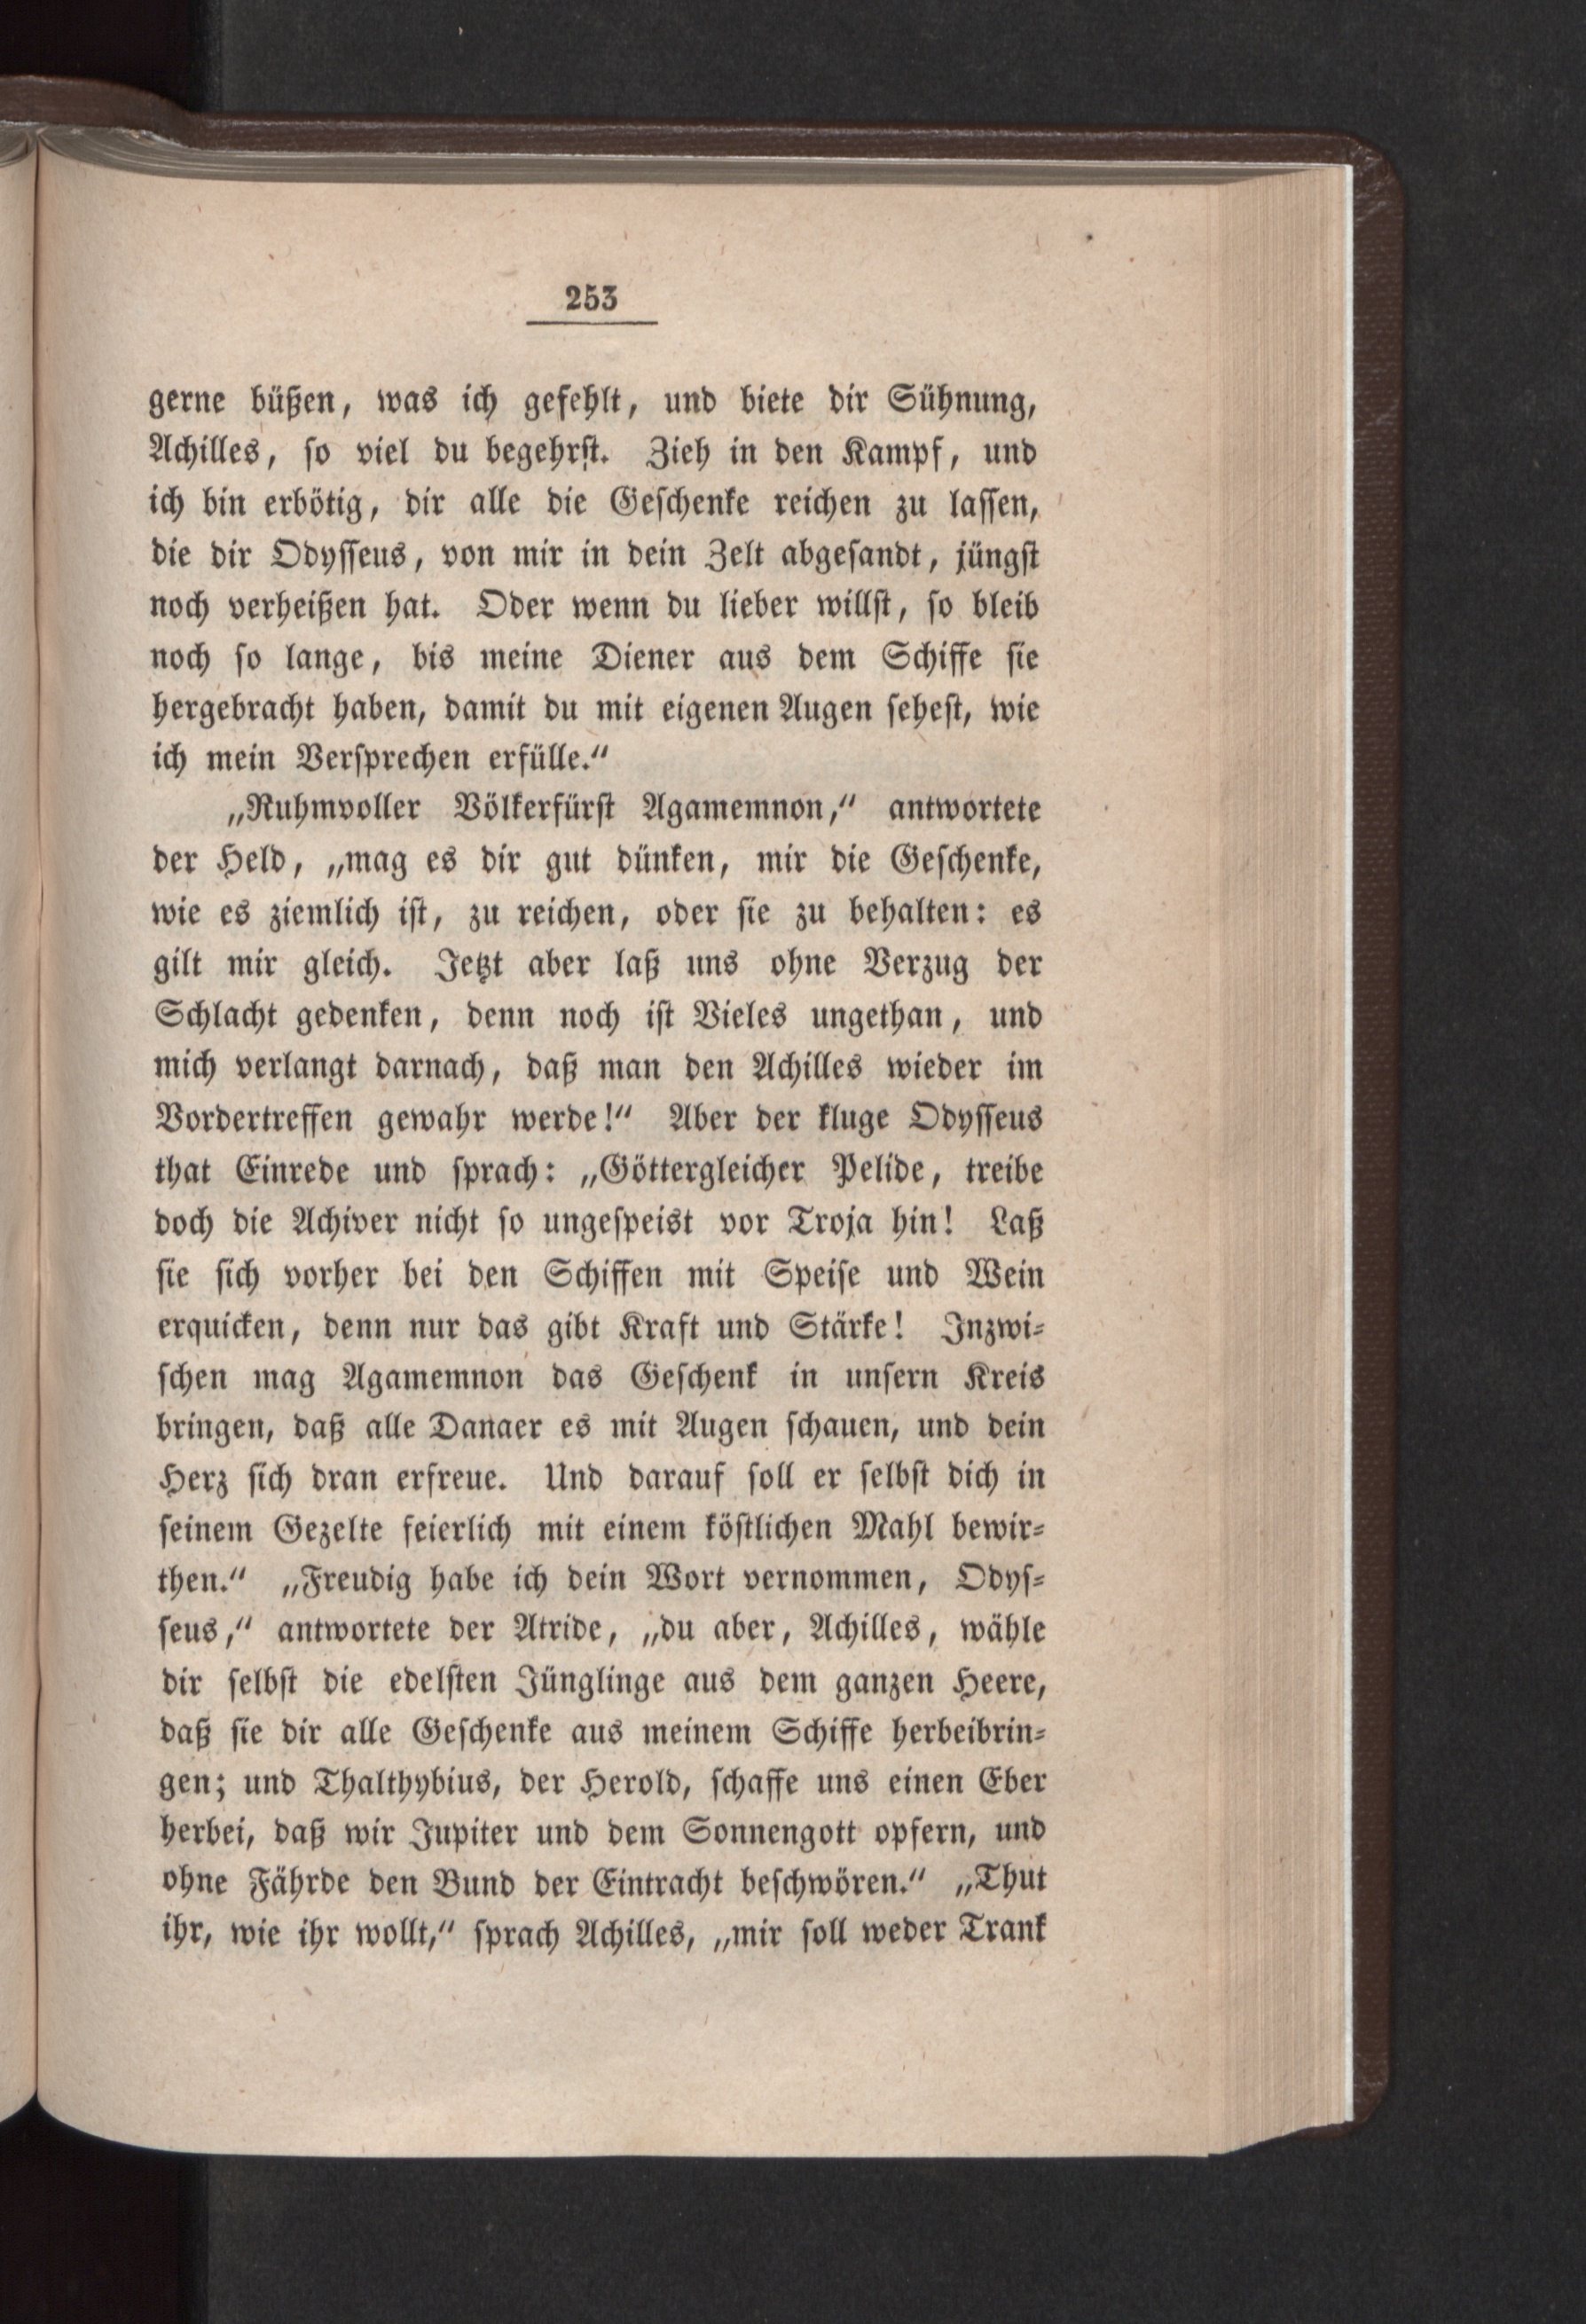 253
gerne büßen, was ich gefehlt, und biete dir Sühnung,
Achilles, so viel du begehrst. Zieh in den Kampf, und
ich bin erbötig, dir alle die Geschenke reichen zu lassen,
die dir Odysseus, von mir in dein Zelt abgesandt, jüngst
noch verheißen hat. Oder wenn du lieber willst, so bleib
noch so lange, bis meine Diener aus dem Schiffe sie
hergebracht haben, damit du mit eigenen Augen sehest, wie
ich mein Versprechen erfülle.“
„Ruhmvoller Völkerfürst Agamemnon,“ antwortete
der Held, „mag es dir gut dünken, mir die Geschenke,
wie es ziemlich ist, zu reichen, oder sie zu behalten: es
gilt mir gleich. Jetzt aber laß uns ohne Verzug der
Schlacht gedenken, denn noch ist Vieles ungethan, und
mich verlangt darnach, daß man den Achilles wieder im
Vordertreffen gewahr werde!“ Aber der kluge Odysseus
that Einrede und sprach: „Göttergleicher Pelide, treibe
doch die Achiver nicht so ungespeist vor Troja hin! Laß
sie sich vorher bei den Schiffen mit Speise und Wein
erquicken, denn nur das gibt Kraft und Stärke! Inzwi-
schen mag Agamemnon das Geschenk in unsern Kreis
bringen, daß alle Danaer es mit Augen schauen, und dein
Herz sich dran erfreue. Und darauf soll er selbst dich in
seinem Gezelte feierlich mit einem köstlichen Mahl bewir-
then.“ „Freudig habe ich dein Wort vernommen, Odys-
seus,“ antwortete der Atride, „du aber, Achilles, wähle
dir selbst die edelsten Jünglinge aus dem ganzen Heere,
daß sie dir alle Geschenke aus meinem Schiffe herbeibrin-
gen; und Thalthybius, der Herold, schaffe uns einen Eber
herbei, daß wir Jupiter und dem Sonnengott opfern, und
ohne Fährde den Bund der Eintracht beschwören.“ „Thut
ihr, wie ihr wollt,“ sprach Achilles, „mir soll weder Trank